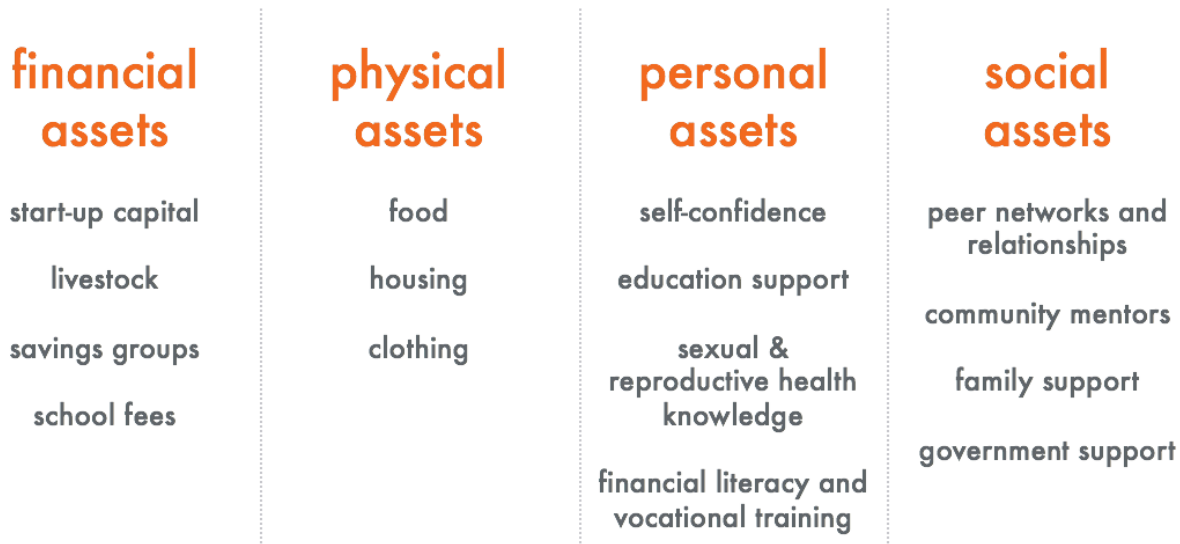 financial
assets
start-up capital
livestock
savings groups
school fees
physical
assets
food
housing
clothing
personal
assets
self-confidence
education support
sexual &
reproductive health
knowledge
financial literacy and
vocational training
social
assets
peer networks and
relationships
community mentors
family support
government support